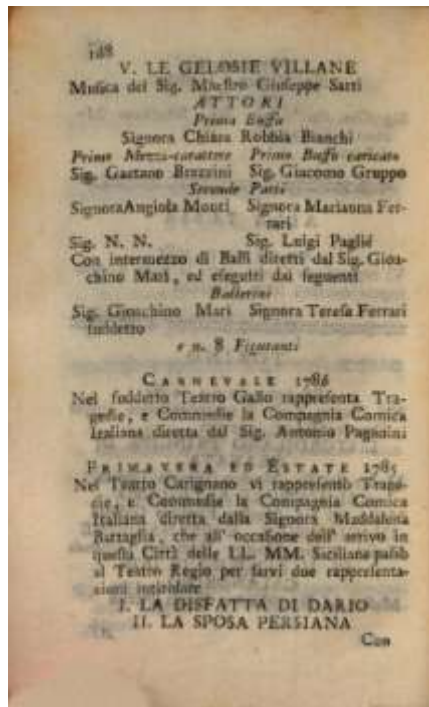 168
V. LE GELOSIE VILLANE
Musica del Sig. Maestro Giuseppe Sarti
ATTORI
Prima Buffa
Signora Chiara Robbia Bianchi
Primo Mezzo-carattere Primo Buffo caricato
Sig. Gaetano Brazzini Sig. Giacomo Gruppo
Seconde Parti
Signora Angiola Monti Signora Marianna Fer-
rari
Sig. N. N. Sig. Luigi Paglié
Con intermezzo di Balli diretti dal Sig. Gioa-
chino Mari, ed eseguiti dai seguenti
Ballerini
Sig. Gioachino Mari Signora Teresa Ferrari
suddetto
e n. 8 Figuranti
CARNEVALE 1786
Nel suddetto Teatro Gallo rappresenta Tra-
gedie, e Commedie la Compagnia Comica
Italiana diretta dal Sig. Antonio Paganini
PRIMAVERA ED ESTATE 1785
Nel Teatro Carignano vi rappresentò Trage-
die, e Commedie la Compagnia Comica
Italiana diretta dalla Signora Maddalena
Battaglia, che all' occasione dell' arrivo in
questa Città delle LL. MM. Siciliane passò
al Teatro Regio per farvi due rappresenta-
zioni intitolate
I. LA DISFATTA DI DARIO
II. LA SPOSA PERSIANA
Con